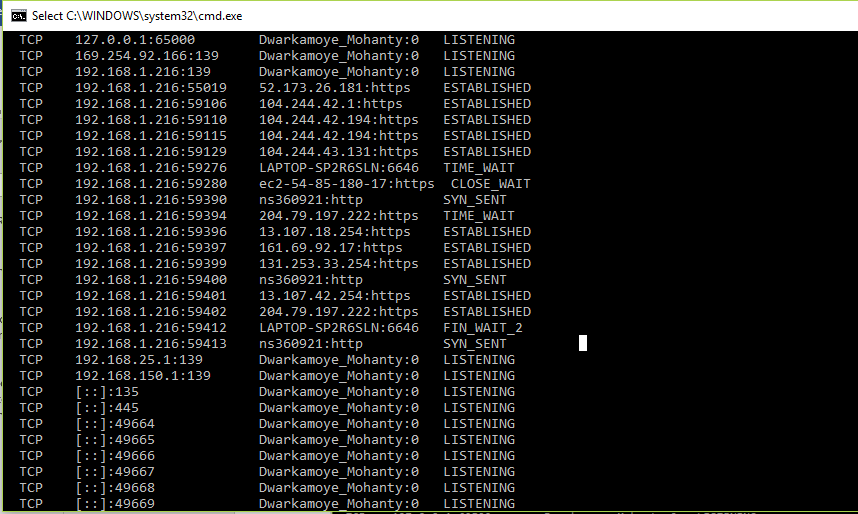 Select C:\WINDOWS\system32\cmd.exe
TCP 127.0.0.1:65000 Dwarkamoye_Mohanty:0 LISTENING
TCP 169.254.92.166:139 Dwarkamoye_Mohanty:0 LISTENING
TCP 192.168.1.216:139 Dwarkamoye_Mohanty:0 LISTENING
TCP 192.168.1.216:55019 52.173.26.181:https ESTABLISHED
TCP 192.168.1.216:59106 104.244.42.1:https ESTABLISHED
TCP 192.168.1.216:59110 104.244.42.194:https ESTABLISHED
TCP 192.168.1.216:59115 104.244.42.194:https ESTABLISHED
TCP 192.168.1.216:59129 104.244.43.131:https ESTABLISHED
TCP 192.168.1.216:59276 LAPTOP-SP2R6SLN:6646 TIME_WAIT
TCP 192.168.1.216:59280 ec2-54-85-180-17:https CLOSE_WAIT
TCP 192.168.1.216:59390 ns360921:http SYN_SENT
TCP 192.168.1.216:59394 204.79.197.222:https TIME_WAIT
TCP 192.168.1.216:59396 13.107.18.254:https ESTABLISHED
TCP 192.168.1.216:59397 161.69.92.17:https ESTABLISHED
TCP 192.168.1.216:59399 131.253.33.254:https ESTABLISHED
TCP 192.168.1.216:59400 ns360921:http SYN_SENT
TCP 192.168.1.216:59401 13.107.42.254:https ESTABLISHED
TCP 192.168.1.216:59402 204.79.197.222:https ESTABLISHED
TCP 192.168.1.216:59412 LAPTOP-SP2R6SLN:6646 FIN_WAIT_2
TCP 192.168.1.216:59413 ns360921:http SYN_SENT
TCP 192.168.25.1:139 Dwarkamoye_Mohanty:0 LISTENING
TCP 192.168.150.1:139 Dwarkamoye_Mohanty:0 LISTENING
TCP [::]:135 Dwarkamoye_Mohanty:0 LISTENING
TCP [::]:445 Dwarkamoye_Mohanty:0 LISTENING
TCP [::]:49664 Dwarkamoye_Mohanty:0 LISTENING
TCP [::]:49665 Dwarkamoye_Mohanty:0 LISTENING
TCP [::]:49666 Dwarkamoye_Mohanty:0 LISTENING
TCP [::]:49667 Dwarkamoye_Mohanty:0 LISTENING
TCP [::]:49668 Dwarkamoye_Mohanty:0 LISTENING
TCP [::]:49669 Dwarkamoye_Mohanty:0 LISTENING